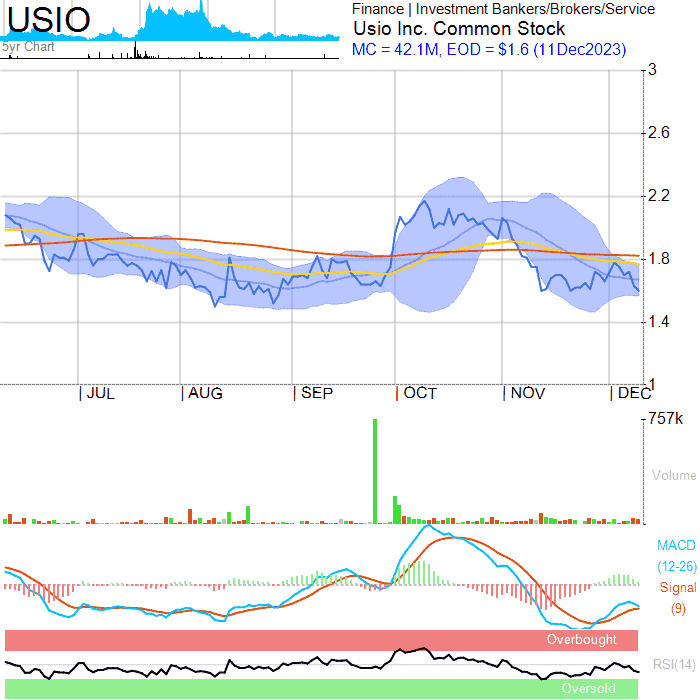 USIO
5yr Chart
Finance | Investment Bankers/Brokers/Service
Usio Inc. Common Stock
MC = 42.1M, EOD = $1.6 (11Dec2023)
3
2.6
2.2
1.8
1.4
1
JUL AUG SEP OCT NOV DEC
757k
Volume
MACD
(12-26)
Signal
(9)
Overbought
RSI(14)
Oversold